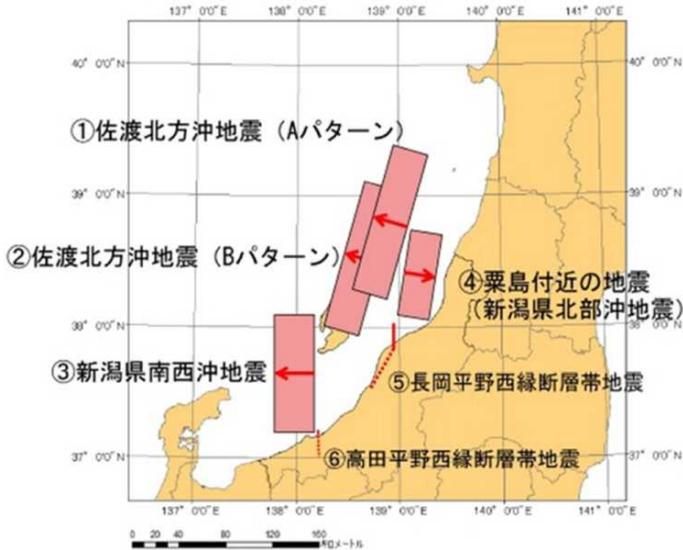 137° 0'0"E 138° 0'0"E 139° 0'0"E 140° 0'0"E 141° 0'0"E
40° 0'0"N 40° 0'0"N
①佐渡北方沖地震（Aパターン）
39° 0'0"N 39° 0'0"N
②佐渡北方沖地震（Bパターン）
④粟島付近の地震
（新潟県北部沖地震）
38° 0'0"N 38° 0'0"N
③新潟県南西沖地震
⑤長岡平野西縁断層帯地震
37° 0'0"N 37° 0'0"N
⑥高田平野西縁断層帯地震
137° 0'0"E 138° 0'0"E 139° 0'0"E 140° 0'0"E 141° 0'0"E
0 20 40 80 120 160
キロメートル